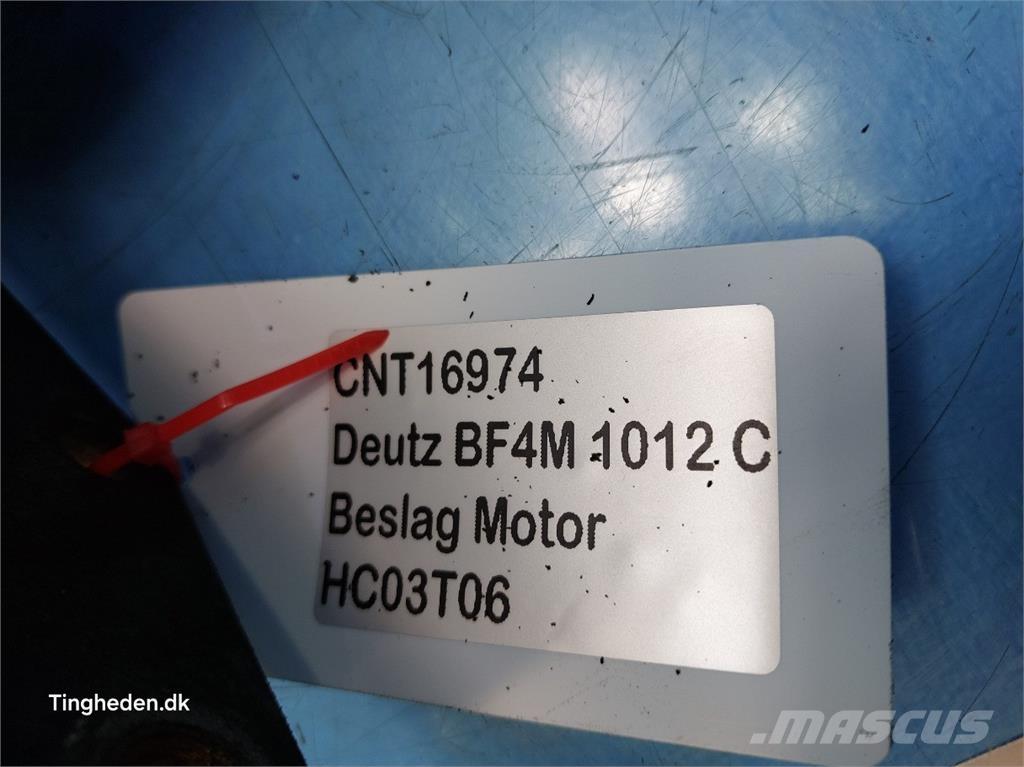 CNT16974
Deutz BF4M 1012 C
Beslag Motor
HC03T06
Tingheden.dk
MASCUS